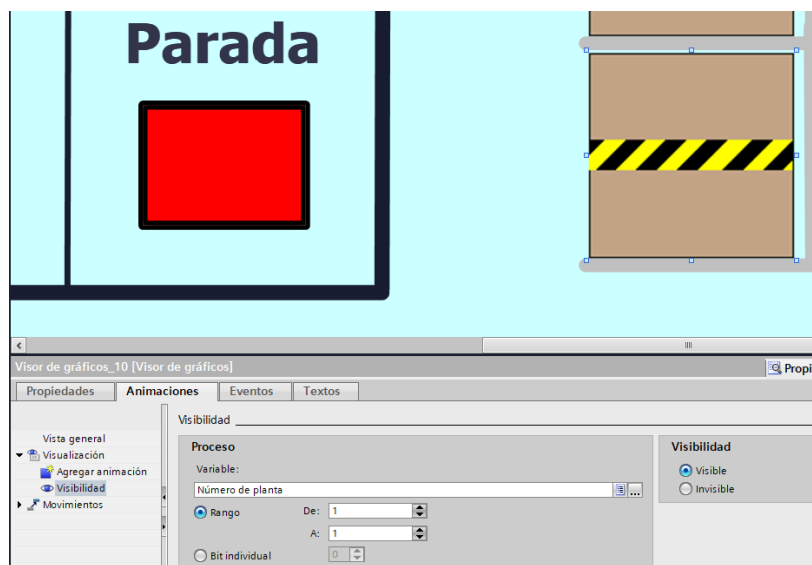 Parada
Visor de gráficos_10 [Visor de gráficos]
Propi
Propiedades Animaciones Eventos Textos
Visibilidad
Vista general
Visualización
Agregar animación
Visibilidad
Movimientos
Proceso
Variable:
Número de planta
...
Rango De: 1
A: 1
Bit individual 0
Visibilidad
Visible
Invisible